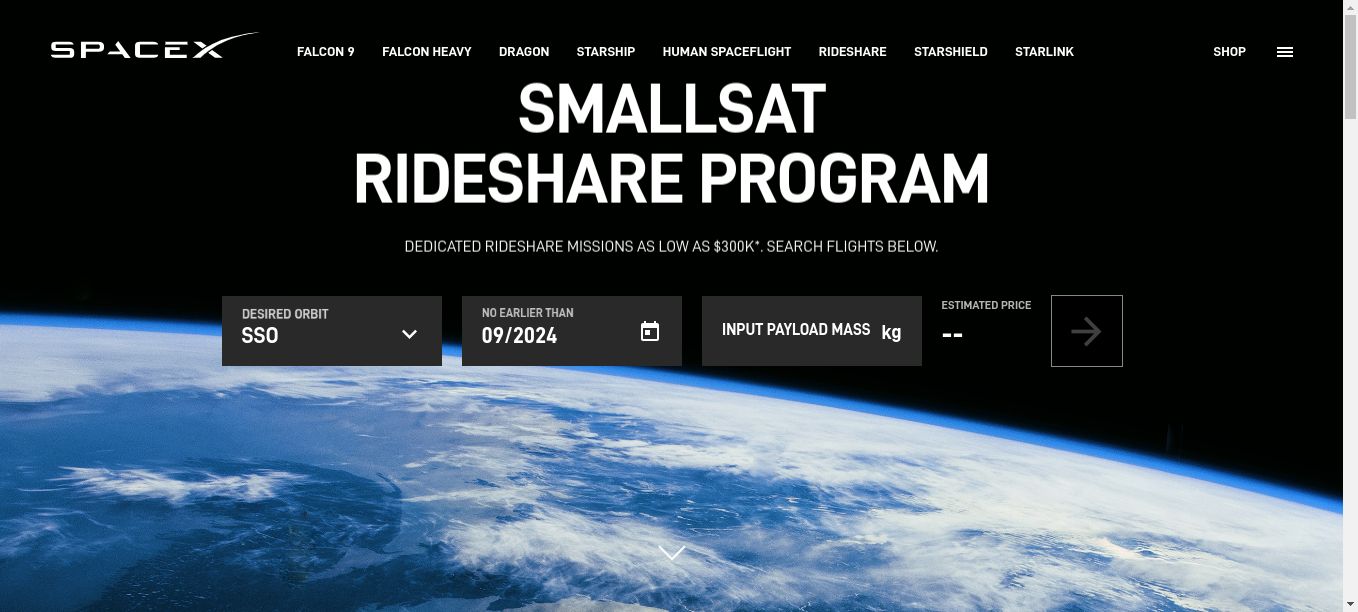 SPACEX
FALCON 9 FALCON HEAVY DRAGON STARSHIP HUMAN SPACEFLIGHT RIDESHARE STARSHIELD STARLINK SHOP
SMALLSAT
RIDESHARE PROGRAM
DEDICATED RIDESHARE MISSIONS AS LOW AS $300K*. SEARCH FLIGHTS BELOW.
DESIRED ORBIT
SSO
NO EARLIER THAN
09/2024
INPUT PAYLOAD MASS kg
ESTIMATED PRICE
--